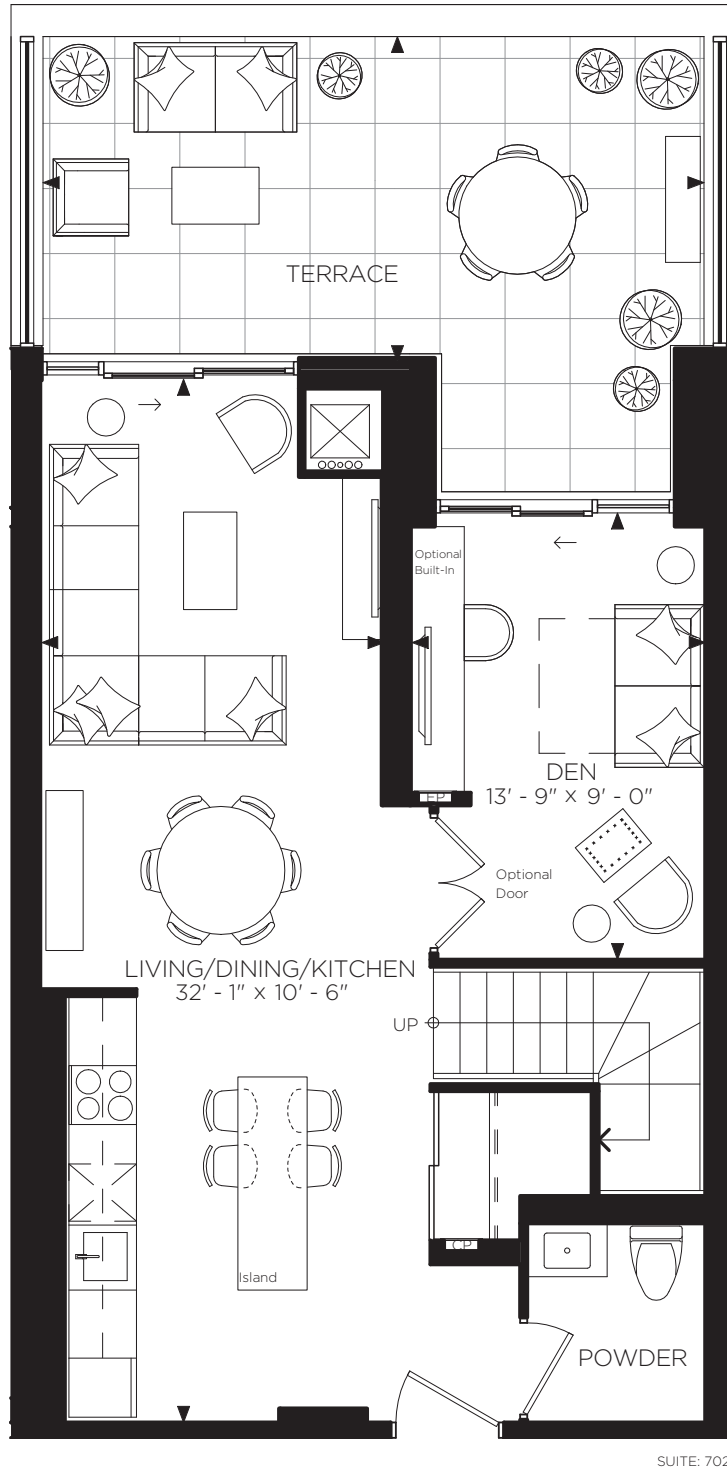 TERRACE
Optional
Built-In
DEN
13' - 9" x 9' - 0"
Optional
Door
LIVING/DINING/KITCHEN
32' - 1" x 10' - 6"
UP
CP
Island
POWDER
SUITE: 702